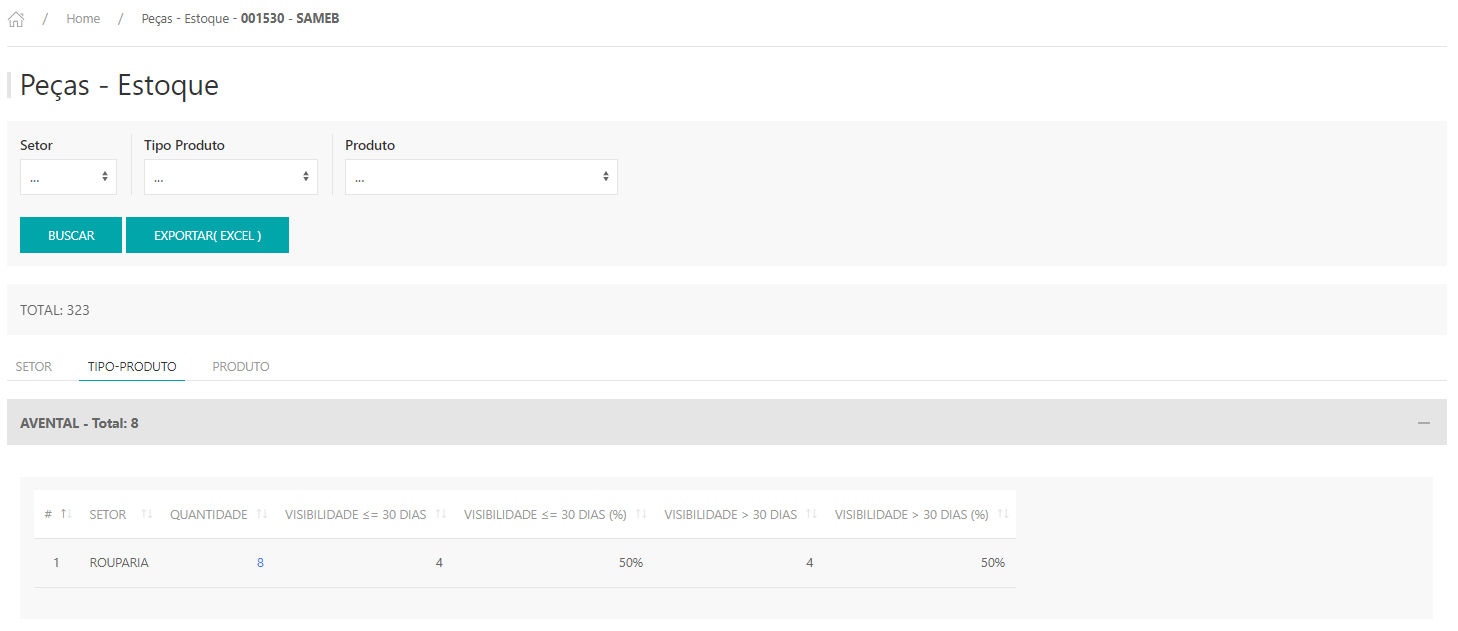 / Home / Peças - Estoque - 001530 - SAMEB
Peças - Estoque
Setor Tipo Produto Produto
... ... ...
BUSCAR EXPORTAR( EXCEL )
TOTAL: 323
SETOR TIPO-PRODUTO PRODUTO
AVENTAL - Total: 8
# SETOR QUANTIDADE VISIBILIDADE ≤= 30 DIAS VISIBILIDADE ≤= 30 DIAS (%) VISIBILIDADE > 30 DIAS VISIBILIDADE > 30 DIAS (%)
1 ROUPARIA 8 4 50% 4 50%